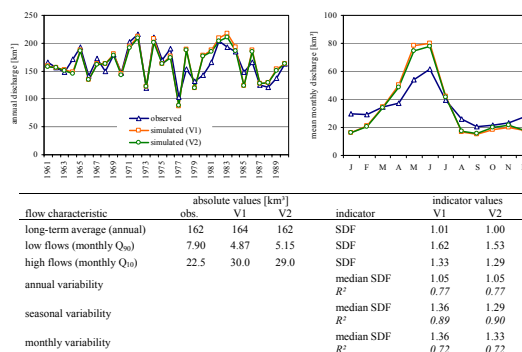 annual discharge [km³]
250
200
150
100
50
0
observed
simulated (V1)
simulated (V2)
1961 1963 1965 1967 1969 1971 1973 1975 1977 1979 1981 1983 1985 1987 1989
mean monthly discharge [km³]
100
80
60
40
20
0
J F M A M J J A S O N D
absolute values [km³] indicator values
flow characteristic obs. V1 V2 indicator V1 V2
long-term average (annual) 162 164 162 SDF 1.01 1.00
low flows (monthly Q90) 7.90 4.87 5.15 SDF 1.62 1.53
high flows (monthly Q10) 22.5 30.0 29.0 SDF 1.33 1.29
annual variability median SDF 1.05 1.05
R² 0.77 0.77
seasonal variability median SDF 1.36 1.29
R² 0.89 0.90
monthly variability median SDF 1.36 1.33
R² 0.72 0.72